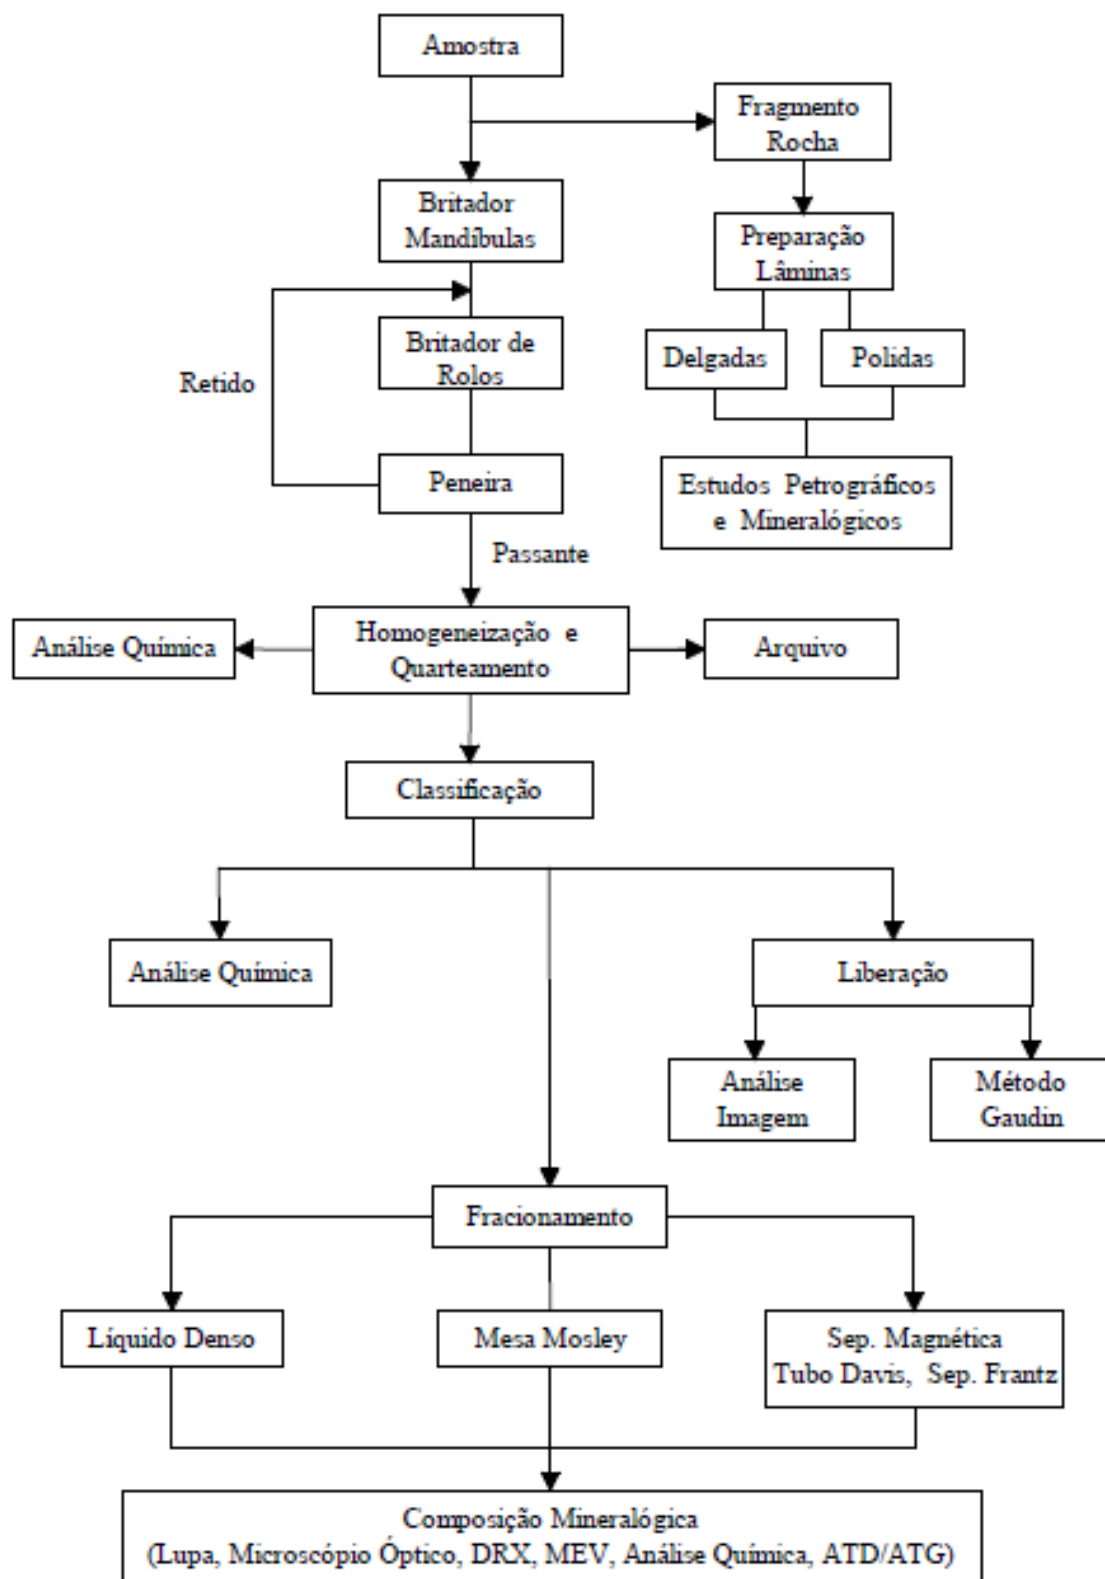 Amostra
Fragmento
Rocha
Britador
Mandíbulas
Preparação
Lâminas
Britador de
Rolos
Delgadas
Polidas
Retido
Peneira
Estudos Petrográficos
e Mineralógicos
Passante
Análise Química
Homogeneização e
Quarteamento
Arquivo
Classificação
Análise Química
Liberação
Análise
Imagem
Método
Gaudin
Fracionamento
Líquido Denso
Mesa Mosley
Sep. Magnética
Tubo Davis, Sep. Frantz
Composição Mineralógica
(Lupa, Microscópio Óptico, DRX, MEV, Análise Química, ATD/ATG)